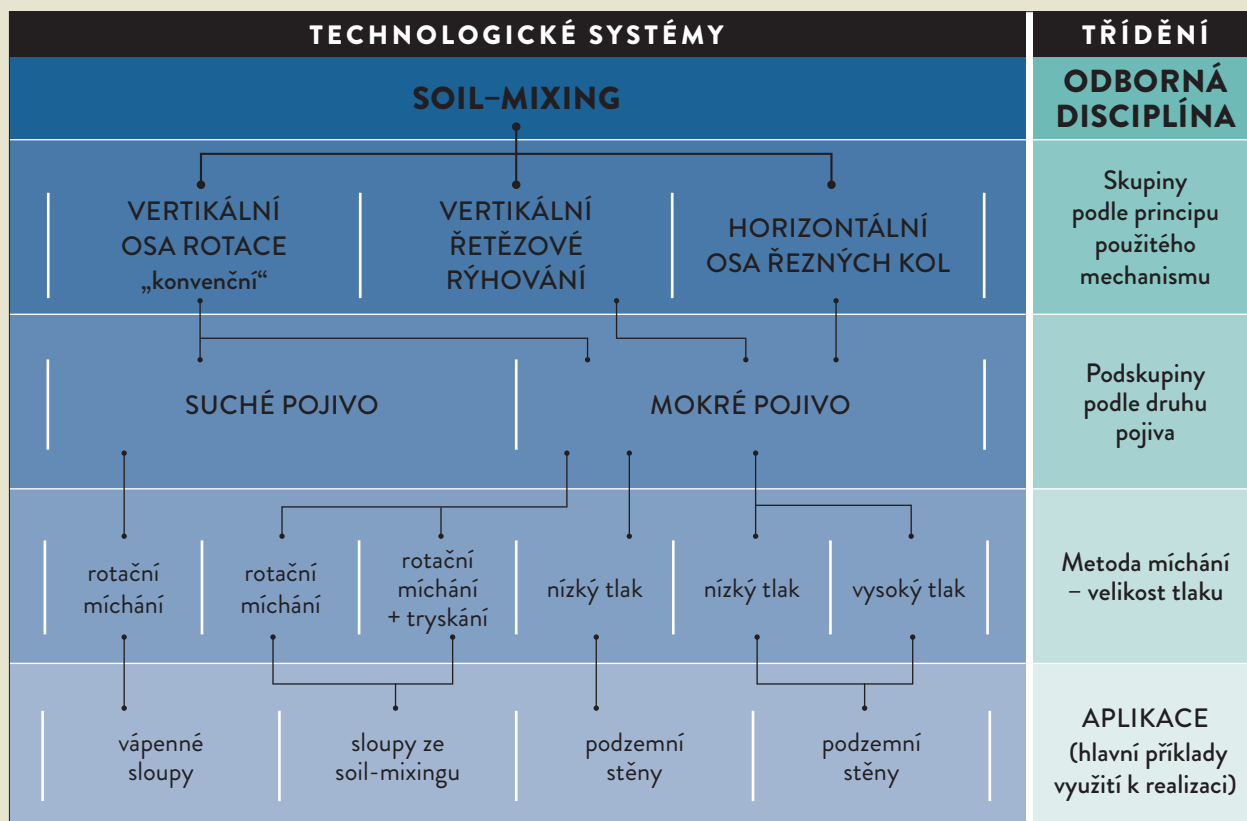 TECHNOLOGICKÉ SYSTÉMY
TŘÍDĚNÍ
SOIL–MIXING
ODBORNÁ
DISCIPLÍNA
VERTIKÁLNÍ
OSA ROTACE
„konvenční“
VERTIKÁLNÍ
ŘETĚZOVÉ
RÝHOVÁNÍ
HORIZONTÁLNÍ
OSA ŘEZNÝCH KOL
Skupiny
podle principu
použitého
mechanismu
SUCHÉ POJIVO
MOKRÉ POJIVO
Podskupiny
podle druhu
pojiva
rotační
míchání
rotační
míchání
rotační
míchání
+ tryskání
nízký tlak
nízký tlak
vysoký tlak
Metoda míchání
– velikost tlaku
vápenné
sloupy
sloupy ze
soil-mixingu
podzemní
stěny
podzemní
stěny
APLIKACE
(hlavní příklady
využití k realizaci)